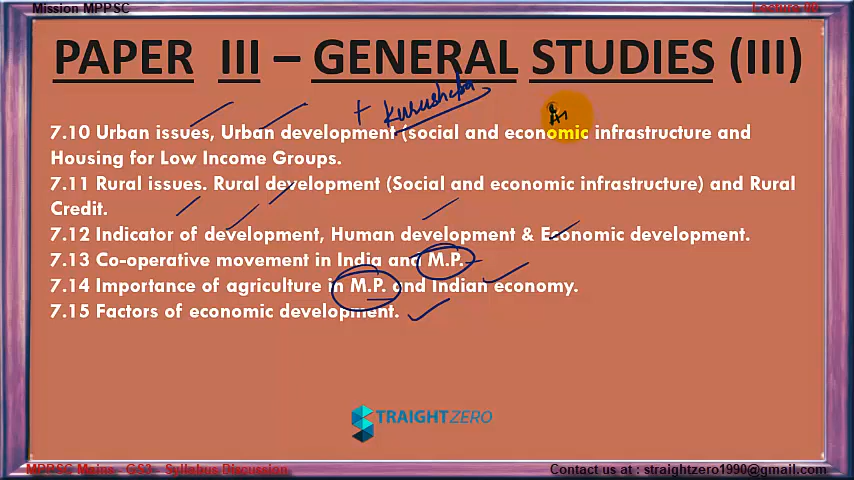 Mission MPPSC
Lecture 06
PAPER III – GENERAL STUDIES (III)
+ Kurushetra
7.10 Urban issues, Urban development (social and economic infrastructure and
Housing for Low Income Groups.
7.11 Rural issues. Rural development (Social and economic infrastructure) and Rural
Credit.
7.12 Indicator of development, Human development & Economic development.
7.13 Co-operative movement in India and M.P.
7.14 Importance of agriculture in M.P. and Indian economy.
7.15 Factors of economic development.
STRAIGHTZERO
MPPSC Mains - GS3 - Syllabus Discussion
Contact us at : straightzero1990@gmail.com